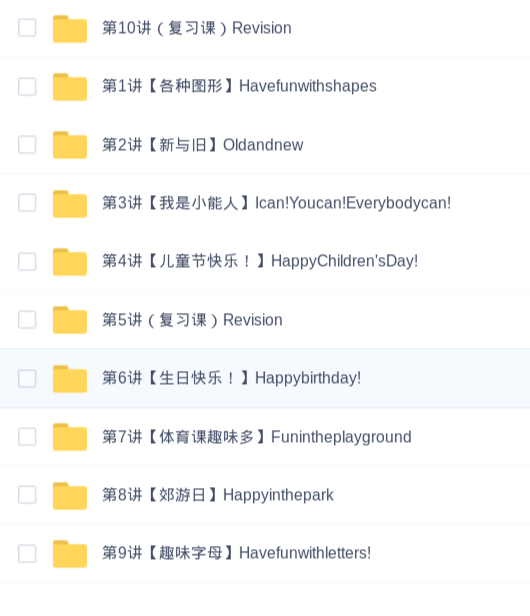 第10讲（复习课）Revision
第1讲【各种图形】Havefunwithshapes
第2讲【新与旧】Oldandnew
第3讲【我是小能人】Ican!Youcan!Everybodycan!
第4讲【儿童节快乐！】HappyChildren'sDay!
第5讲（复习课）Revision
第6讲【生日快乐！】Happybirthday!
第7讲【体育课趣味多】Funintheplayground
第8讲【郊游日】Happyinthepark
第9讲【趣味字母】Havefunwithletters!